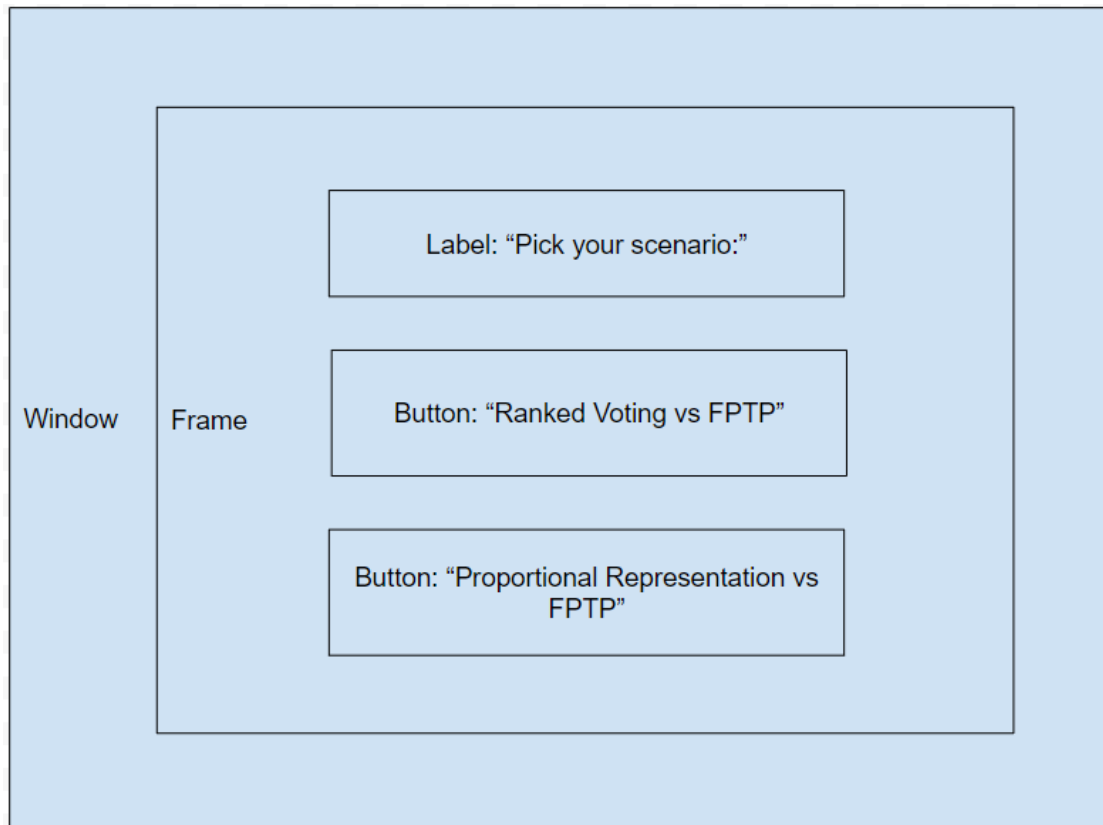 Label: “Pick your scenario:”
Window
Frame
Button: “Ranked Voting vs FPTP”
Button: “Proportional Representation vs
FPTP”